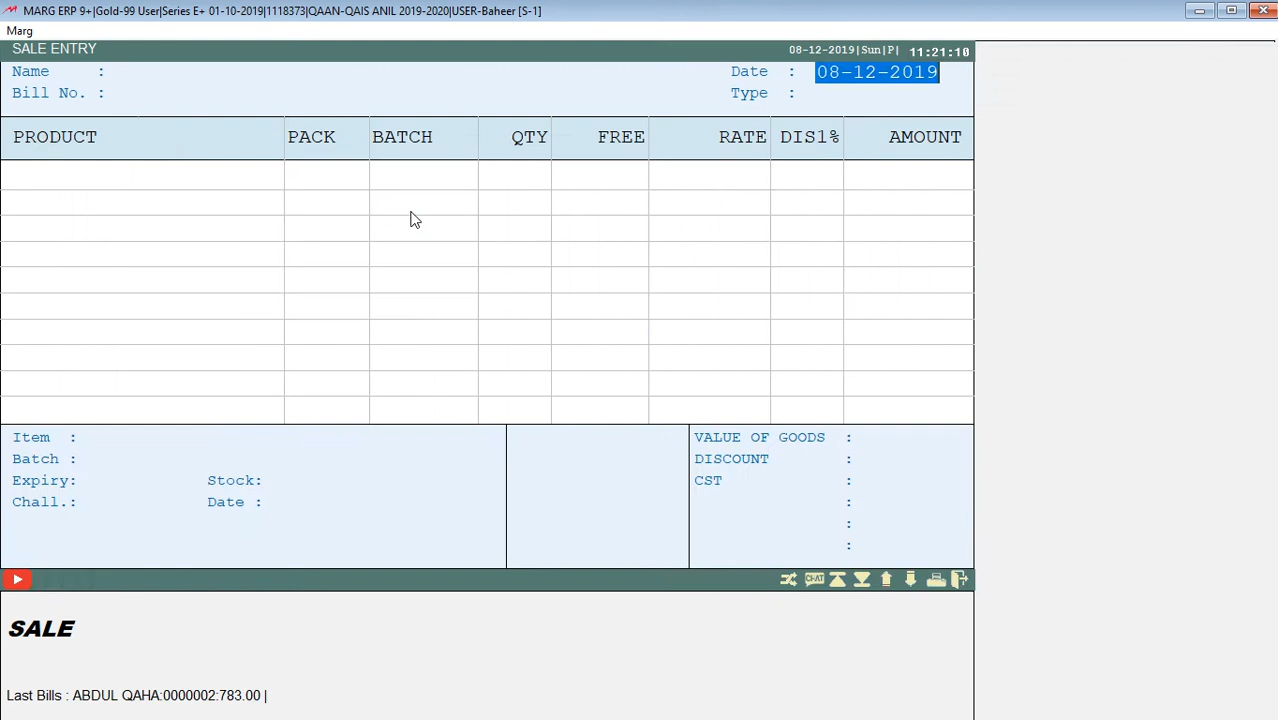 MARG ERP 9+|Gold-99 User|Series E+ 01-10-2019|1118373|QAAN-QAIS ANIL 2019-2020|USER-Baheer [S-1]
Marg
SALE ENTRY 08-12-2019|Sun|P| 11:21:10
Name : Date : 08-12-2019
Bill No. : Type :
PRODUCT PACK BATCH QTY FREE RATE DIS1% AMOUNT
Item : VALUE OF GOODS :
Batch : DISCOUNT :
Expiry: Stock: CST :
Chall.: Date : :
:
:
CHAT
SALE
Last Bills : ABDUL QAHA:0000002:783.00 |